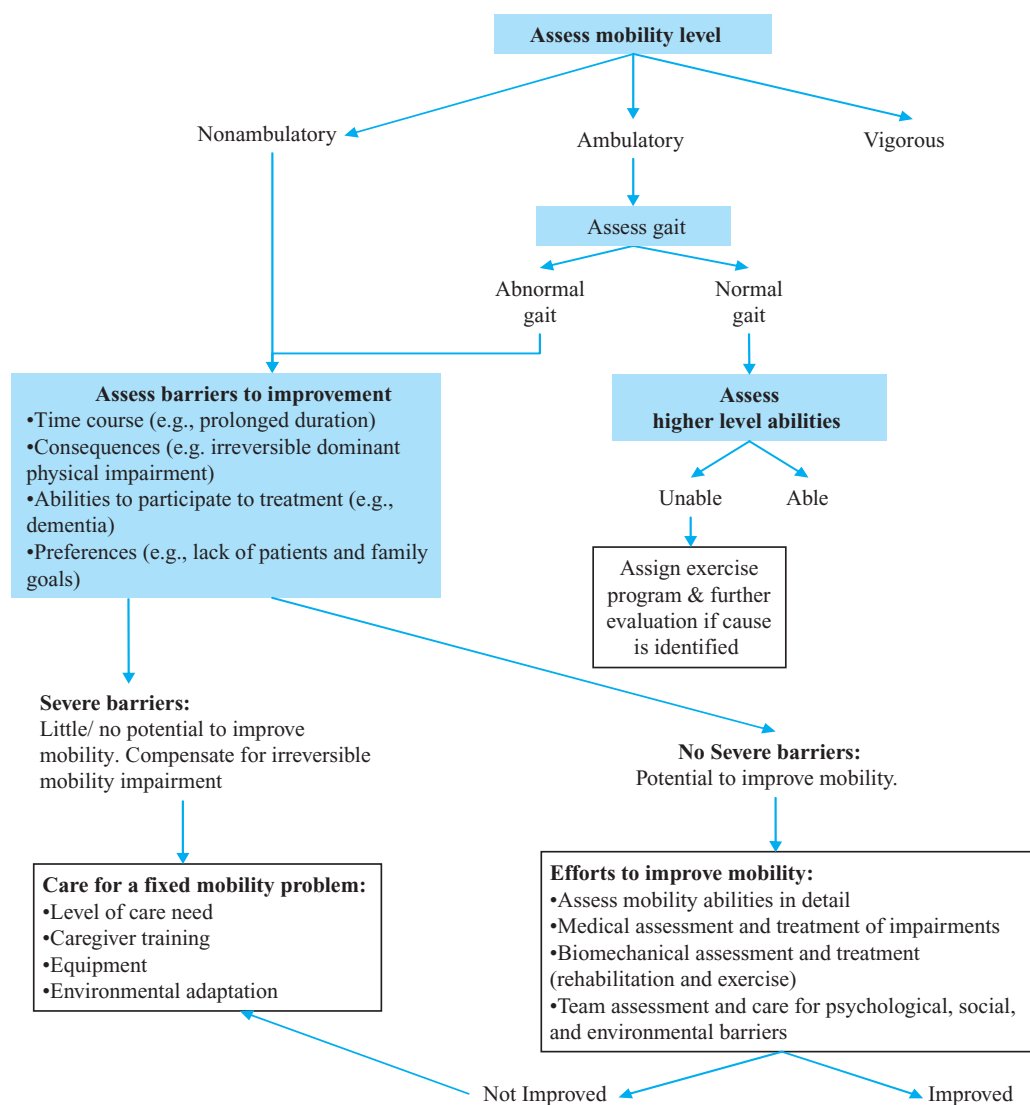 Assess mobility level
Nonambulatory
Ambulatory
Vigorous
Assess gait
Abnormal
gait
Normal
gait
Assess barriers to improvement
•Time course (e.g., prolonged duration)
•Consequences (e.g. irreversible dominant
physical impairment)
•Abilities to participate to treatment (e.g.,
dementia)
•Preferences (e.g., lack of patients and family
goals)
Assess
higher level abilities
Unable
Able
Assign exercise
program & further
evaluation if cause
is identified
Severe barriers:
Little/ no potential to improve
mobility. Compensate for irreversible
mobility impairment
No Severe barriers:
Potential to improve mobility.
Care for a fixed mobility problem:
•Level of care need
•Caregiver training
•Equipment
•Environmental adaptation
Efforts to improve mobility:
•Assess mobility abilities in detail
•Medical assessment and treatment of impairments
•Biomechanical assessment and treatment
(rehabilitation and exercise)
•Team assessment and care for psychological, social,
and environmental barriers
Not Improved
Improved